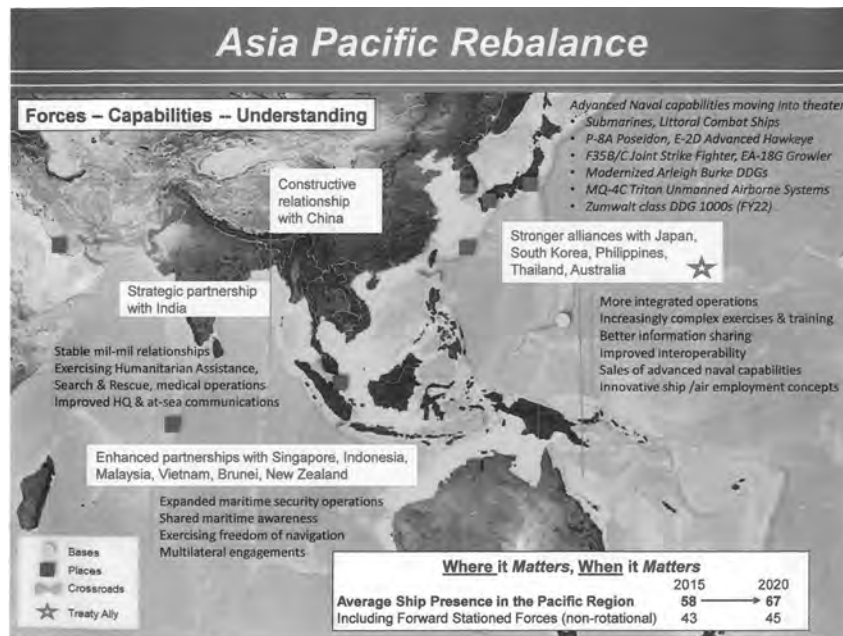 Asia Pacific Rebalance
Forces – Capabilities -- Understanding
Advanced Naval capabilities moving into theater
• Submarines, Littoral Combat Ships
• P-8A Poseidon, E-2D Advanced Hawkeye
• F35B/C Joint Strike Fighter, EA-18G Growler
• Modernized Arleigh Burke DDGs
• MQ-4C Triton Unmanned Airborne Systems
• Zumwalt class DDG 1000s (FY22)
Constructive
relationship
with China
Stronger alliances with Japan,
South Korea, Philippines,
Thailand, Australia
Strategic partnership
with India
More integrated operations
Increasingly complex exercises & training
Better information sharing
Improved interoperability
Sales of advanced naval capabilities
Innovative ship /air employment concepts
Stable mil-mil relationships
Exercising Humanitarian Assistance,
Search & Rescue, medical operations
Improved HQ & at-sea communications
Enhanced partnerships with Singapore, Indonesia,
Malaysia, Vietnam, Brunei, New Zealand
Expanded maritime security operations
Shared maritime awareness
Exercising freedom of navigation
Multilateral engagements
Bases
Places
Crossroads
Treaty Ally
Where it Matters, When it Matters
2015 2020
Average Ship Presence in the Pacific Region 58 → 67
Including Forward Stationed Forces (non-rotational) 43 45